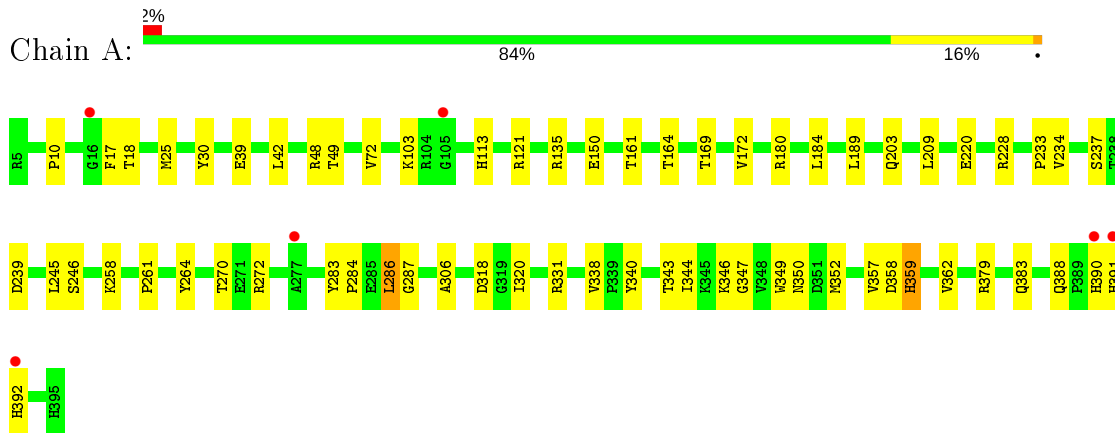 2%
Chain A:
84% 16% •
R5 P10 G16 F17 T18 M25 Y30 E39 L42 R48 T49 V72 K103 R104 G105 H113 R121 R135 E150 T161 T164 T169 V172 R180 L184 L189 Q203 L209 E220 R228 P233 V234 S237 T238
D239 L245 S246 K258 P261 Y264 T270 E271 R272 A277 Y283 P284 E285 L286 G287 A306 D318 G319 I320 R331 V338 P339 Y340 T343 I344 K345 K346 G347 V348 W349 N350 D351 M352 V357 D358 H359 V362 R379 Q383 Q388 P389 H390 H391
H392 H395